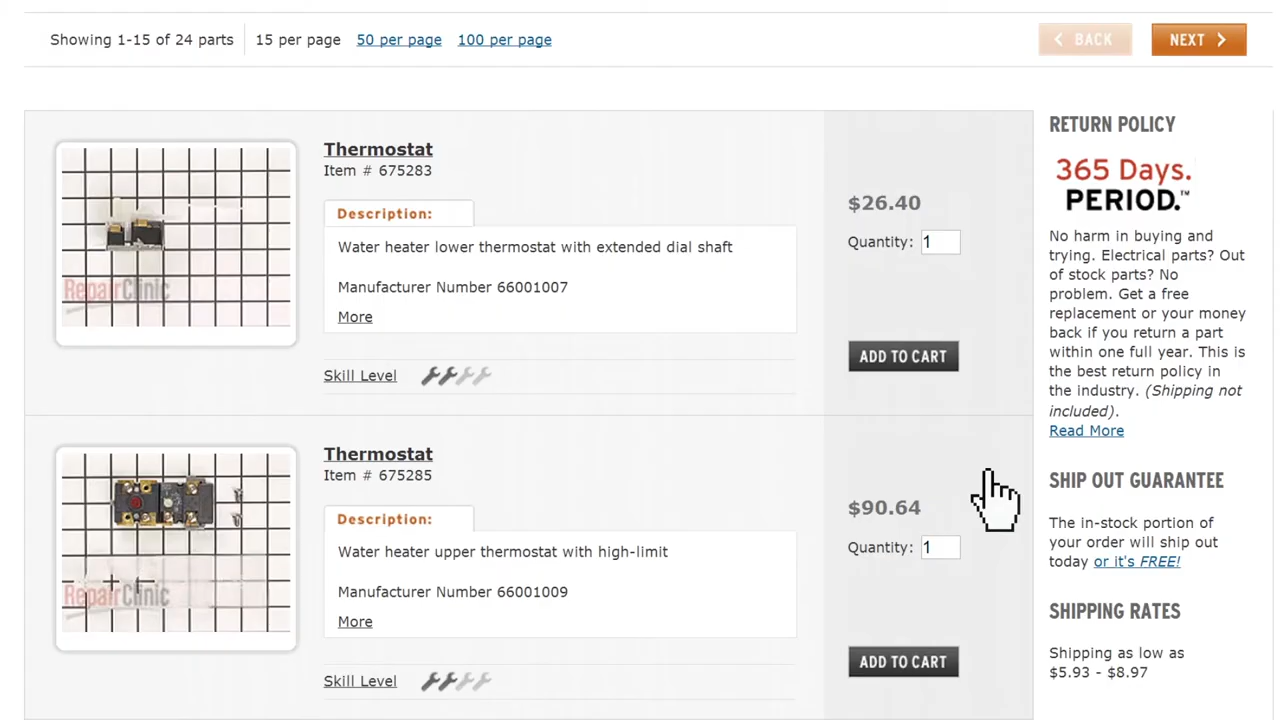 Showing 1-15 of 24 parts 15 per page 50 per page 100 per page BACK NEXT
Thermostat
Item # 675283
Description:
Water heater lower thermostat with extended dial shaft
Manufacturer Number 66001007
More
Skill Level
$26.40
Quantity: 1
ADD TO CART
RepairClinic
Thermostat
Item # 675285
Description:
Water heater upper thermostat with high-limit
Manufacturer Number 66001009
More
Skill Level
$90.64
Quantity: 1
ADD TO CART
RepairClinic
RETURN POLICY
365 Days.
PERIOD.™
No harm in buying and
trying. Electrical parts? Out
of stock parts? No
problem. Get a free
replacement or your money
back if you return a part
within one full year. This is
the best return policy in
the industry. (Shipping not
included).
Read More
SHIP OUT GUARANTEE
The in-stock portion of
your order will ship out
today or it's FREE!
SHIPPING RATES
Shipping as low as
$5.93 - $8.97